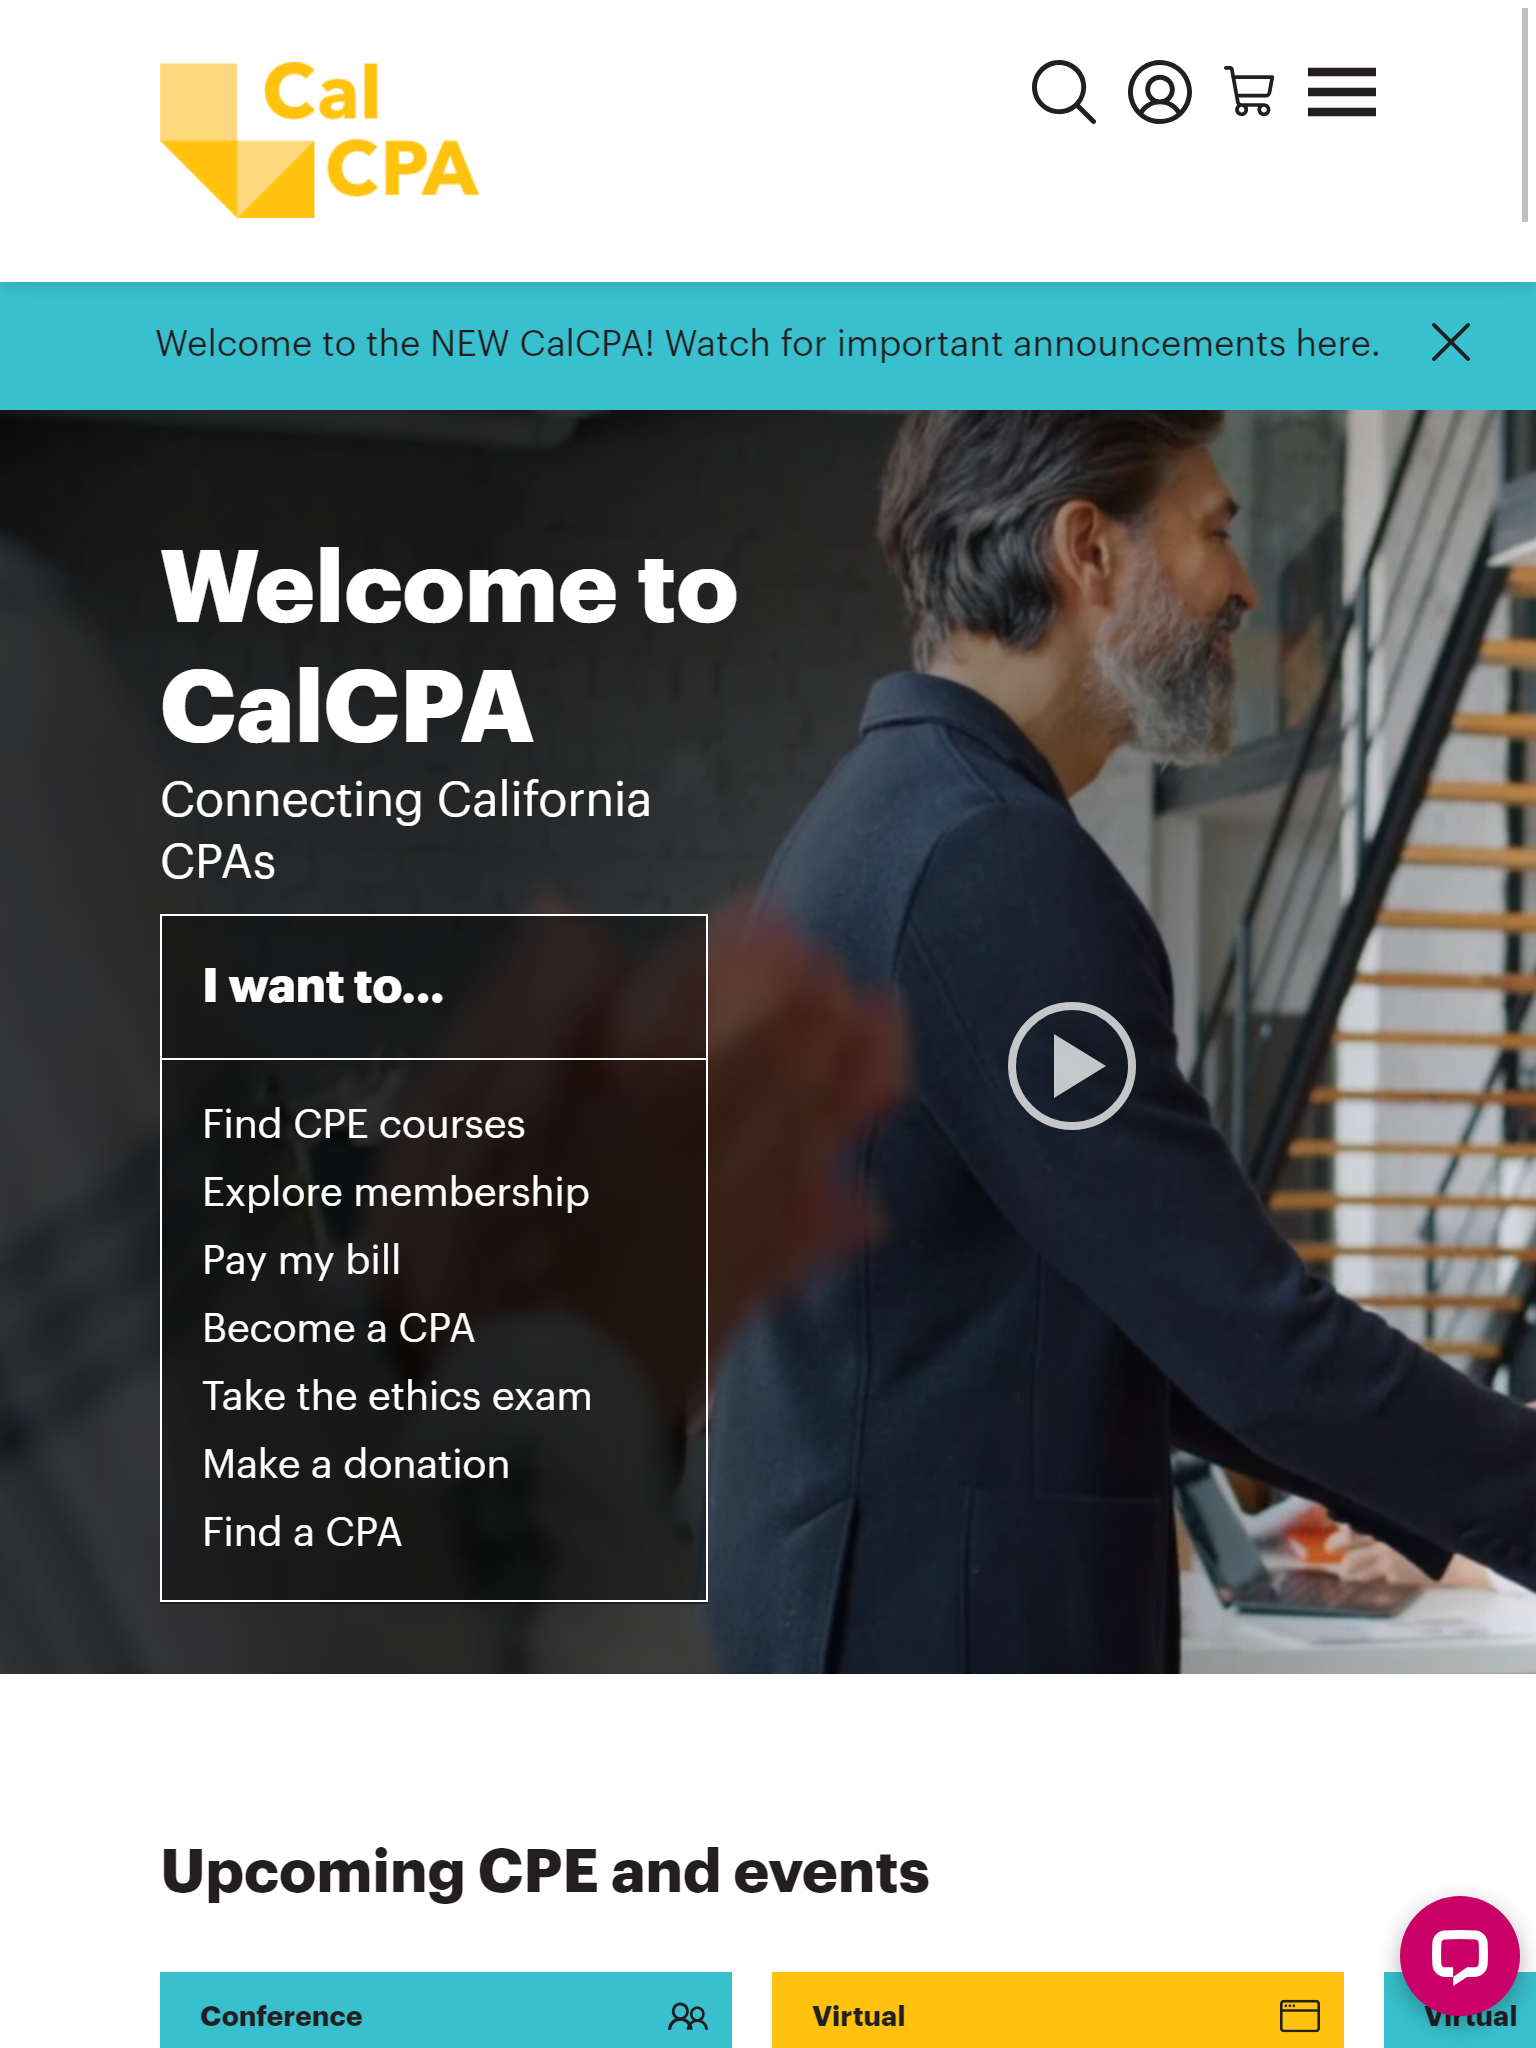 Cal
CPA
Welcome to the NEW CalCPA! Watch for important announcements here.
Welcome to
CalCPA
Connecting California
CPAs
I want to...
Find CPE courses
Explore membership
Pay my bill
Become a CPA
Take the ethics exam
Make a donation
Find a CPA
Upcoming CPE and events
Conference
Virtual
Virtual